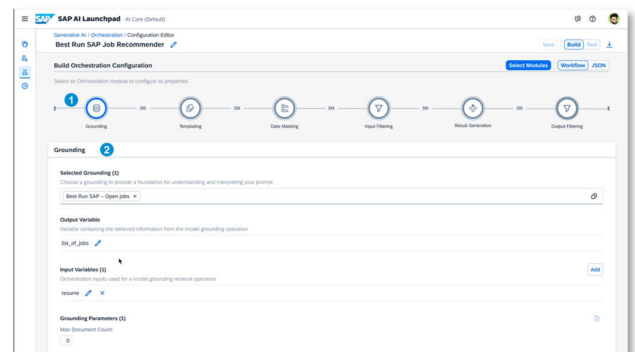 SAP SAP AI Launchpad AI Core (Default)
Generative AI / Orchestration / Configuration Editor
Best Run SAP Job Recommender
Save Build Test
Build Orchestration Configuration
Select Modules Workflow JSON
Select an Orchestration module to configure its properties.
1
Grounding Templating Data Masking Input Filtering Result Generation Output Filtering
Grounding 2
Selected Grounding (1)
Choose a grounding to provide a foundation for understanding and interpreting your prompt
Best Run SAP – Open jobs ×
Output Variable
Variable containing the retrieved information from the model grounding operation
list_of_jobs
Input Variables (1)
Add
Orchestration inputs used for a model grounding retrieval operation
resume
Grounding Parameters (1)
Max Document Count:
0